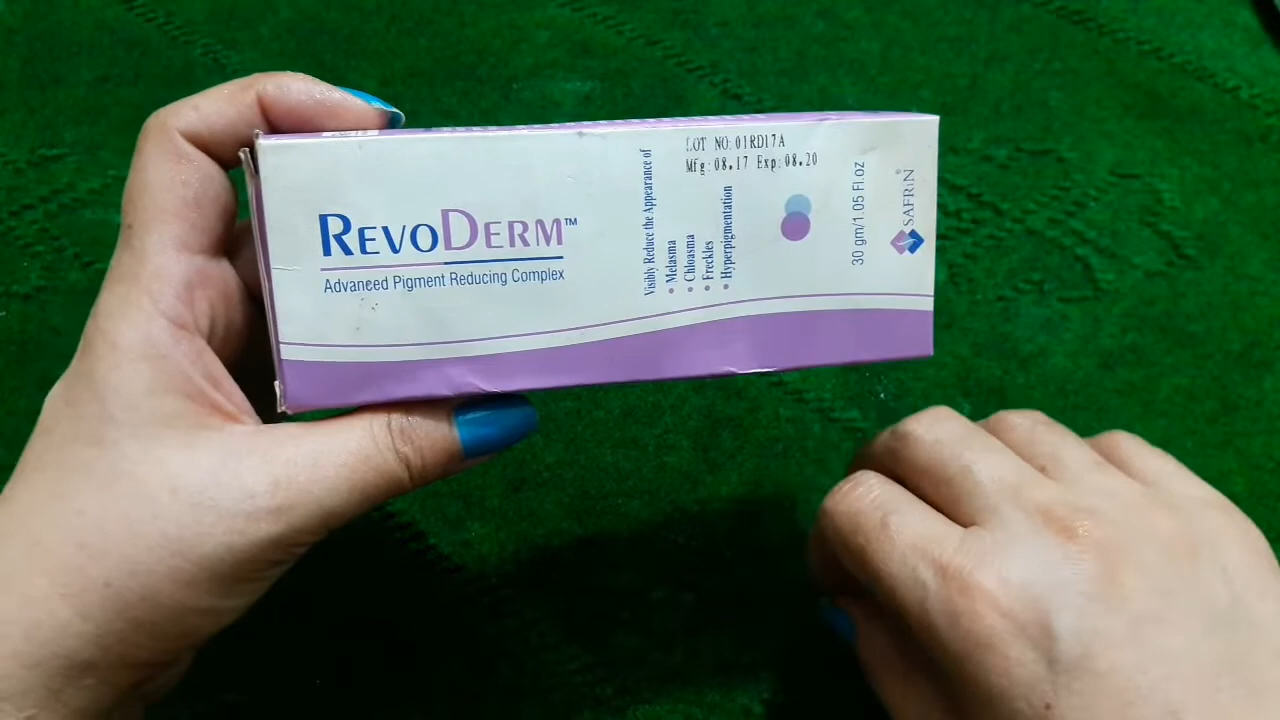 REVODERM™
Advanced Pigment Reducing Complex
Visibly Reduce the Appearance of
• Melasma
• Chloasma
• Freckles
• Hyperpigmentation
LOT NO: 01RD17A
Mfg: 08.17 Exp: 08.20
30 gm/1.05 Fl.oz
SAFRiN®